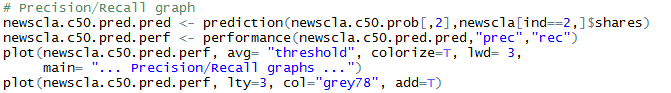 # Precision/Recall graph
newscla.c50.pred.pred <- prediction(newscla.c50.prob[,2],newscla[ind==2,]$shares)
newscla.c50.pred.perf <- performance(newscla.c50.pred.pred,"prec","rec")
plot(newscla.c50.pred.perf, avg= "threshold", colorize=T, lwd= 3,
     main= "... Precision/Recall graphs ...")
plot(newscla.c50.pred.perf, lty=3, col="grey78", add=T)